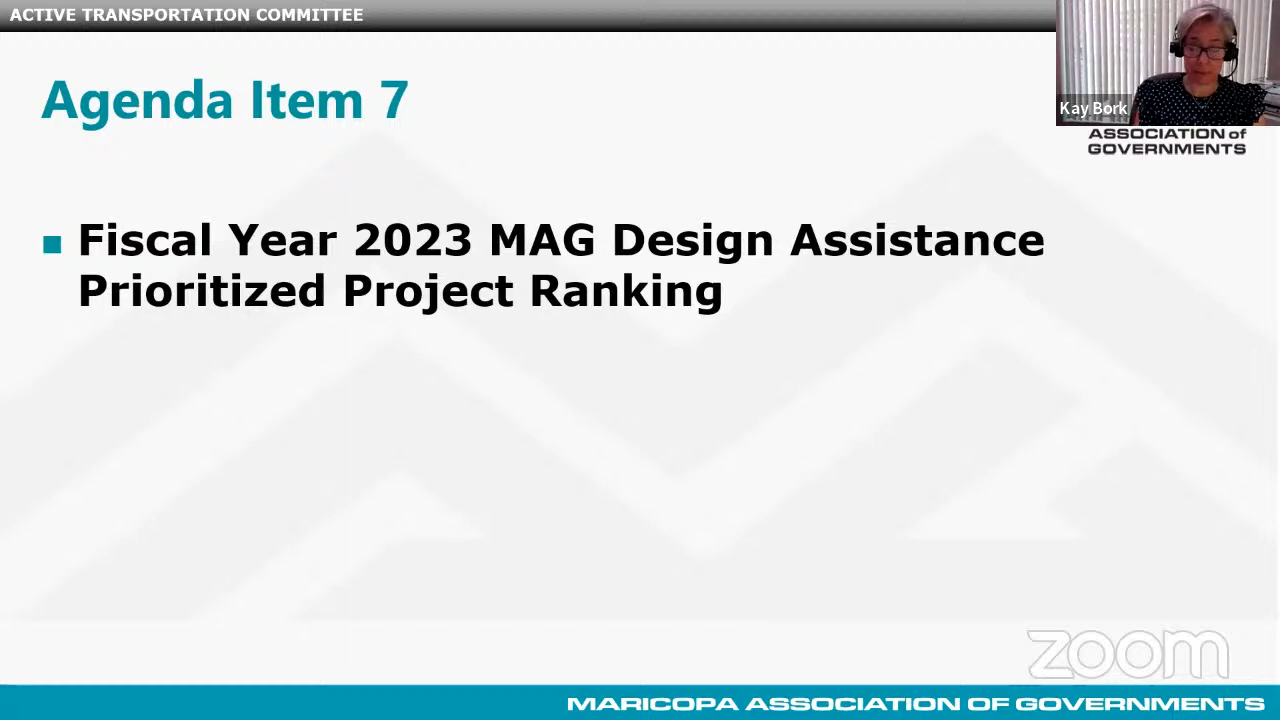 ACTIVE TRANSPORTATION COMMITTEE
Kay Bork
ASSOCIATION of
GOVERNMENTS
Agenda Item 7
Fiscal Year 2023 MAG Design Assistance
Prioritized Project Ranking
zoom
MARICOPA ASSOCIATION OF GOVERNMENTS